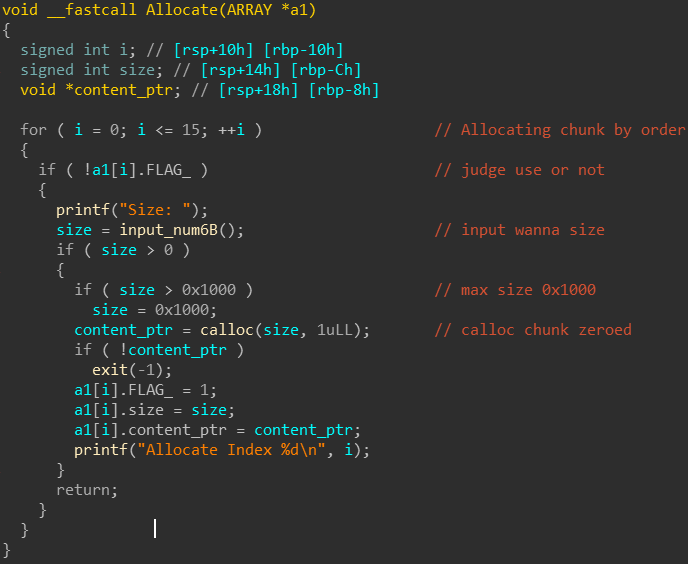 void __fastcall Allocate(ARRAY *a1)
{
  signed int i; // [rsp+10h] [rbp-10h]
  signed int size; // [rsp+14h] [rbp-Ch]
  void *content_ptr; // [rsp+18h] [rbp-8h]

  for ( i = 0; i <= 15; ++i )                   // Allocating chunk by order
  {
    if ( !a1[i].FLAG_ )                         // judge use or not
    {
      printf("Size: ");
      size = input_num6B();                     // input wanna size
      if ( size > 0 )
      {
        if ( size > 0x1000 )                    // max size 0x1000
          size = 0x1000;
        content_ptr = calloc(size, 1uLL);       // calloc chunk zeroed
        if ( !content_ptr )
          exit(-1);
        a1[i].FLAG_ = 1;
        a1[i].size = size;
        a1[i].content_ptr = content_ptr;
        printf("Allocate Index %d\n", i);
      }
      return;
    }
  }
}